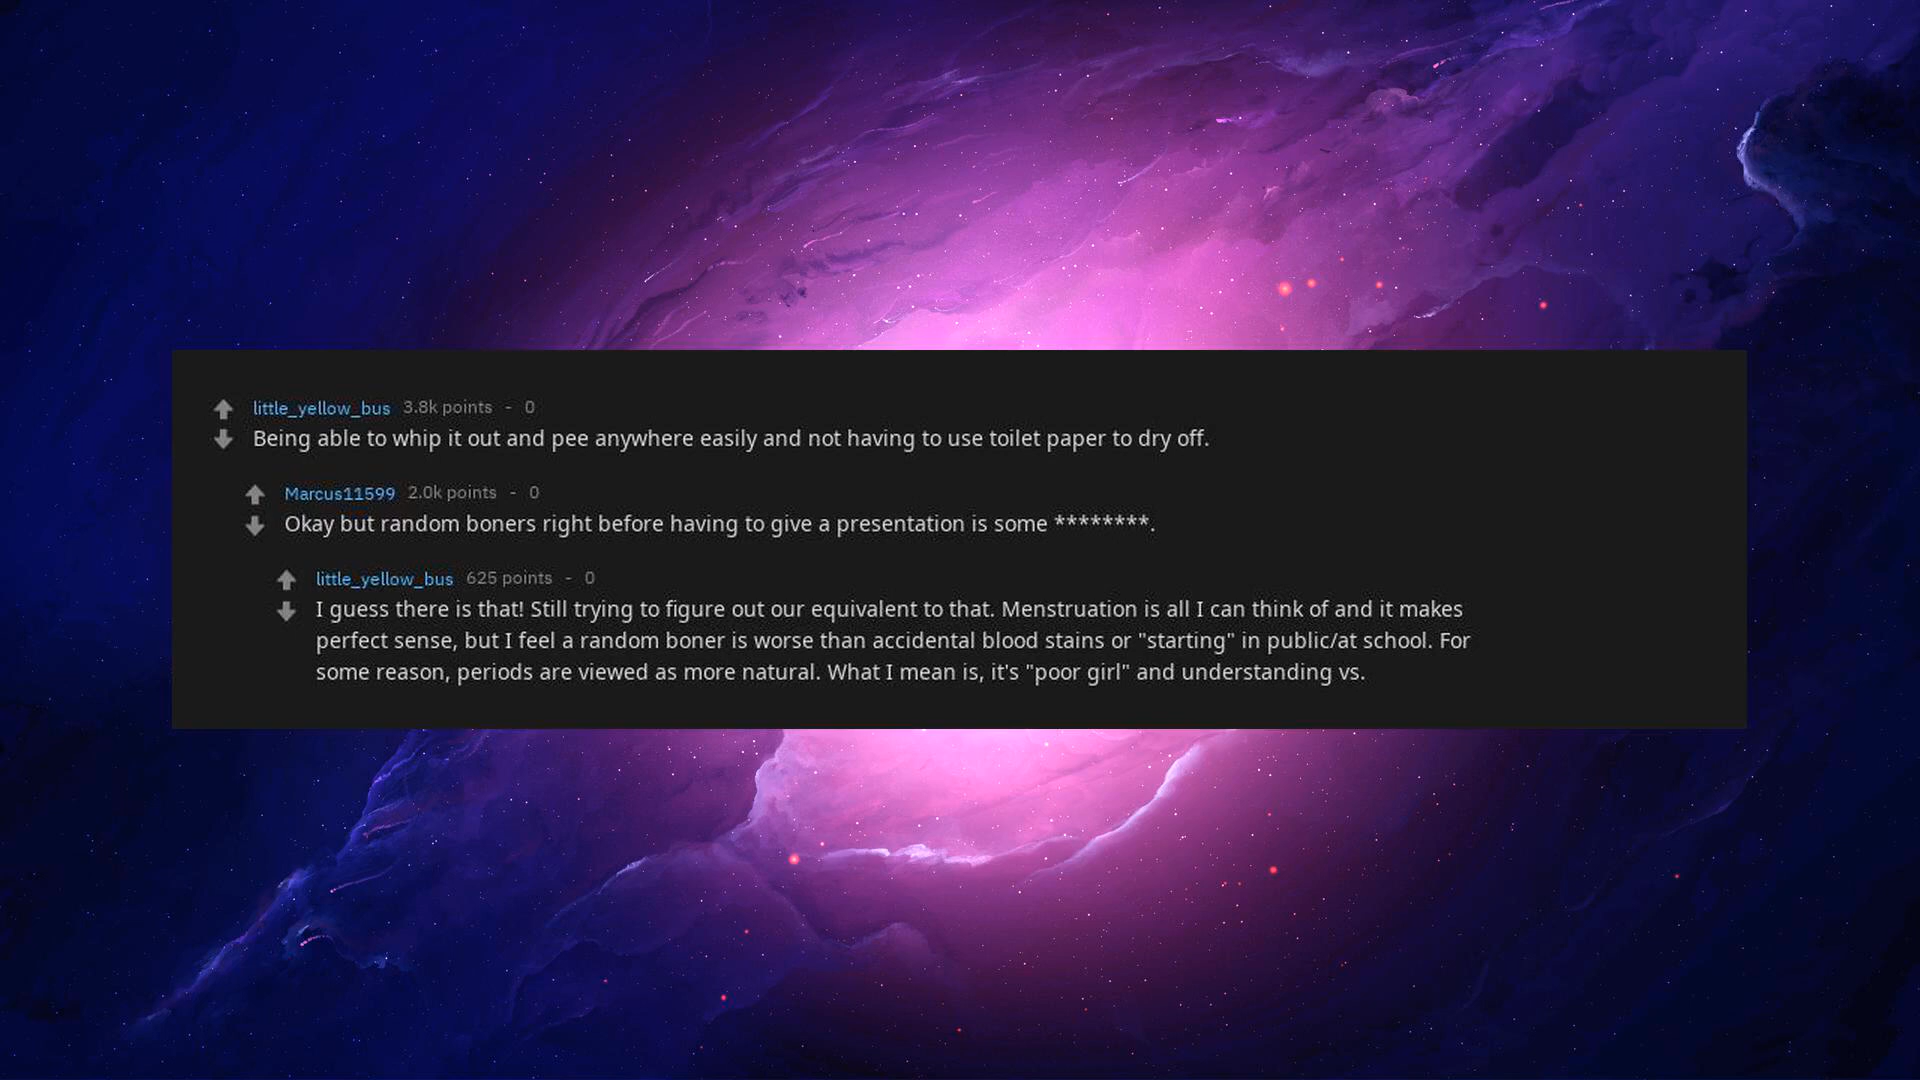 little_yellow_bus 3.8k points - 0
Being able to whip it out and pee anywhere easily and not having to use toilet paper to dry off.
Marcus11599 2.0k points - 0
Okay but random boners right before having to give a presentation is some ********.
little_yellow_bus 625 points - 0
I guess there is that! Still trying to figure out our equivalent to that. Menstruation is all I can think of and it makes
perfect sense, but I feel a random boner is worse than accidental blood stains or "starting" in public/at school. For
some reason, periods are viewed as more natural. What I mean is, it's "poor girl" and understanding vs.